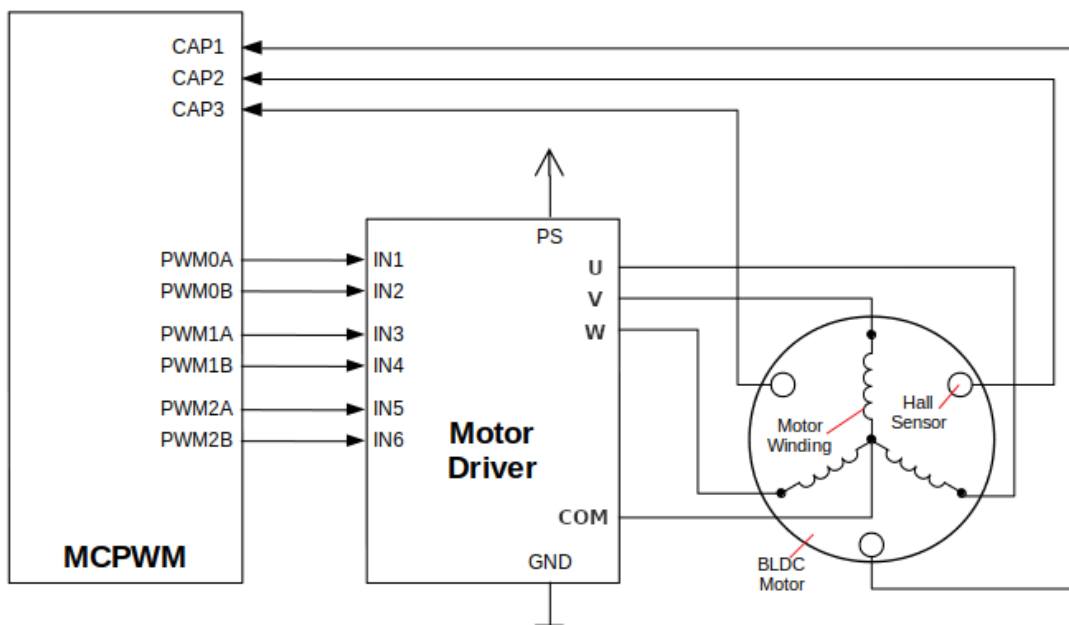 CAP1
CAP2
CAP3
PWM0A
PWM0B
PWM1A
PWM1B
PWM2A
PWM2B
MCPWM
PS
IN1
IN2
IN3
IN4
IN5
IN6
U
V
W
Motor
Driver
COM
GND
Motor
Winding
Hall
Sensor
BLDC
Motor